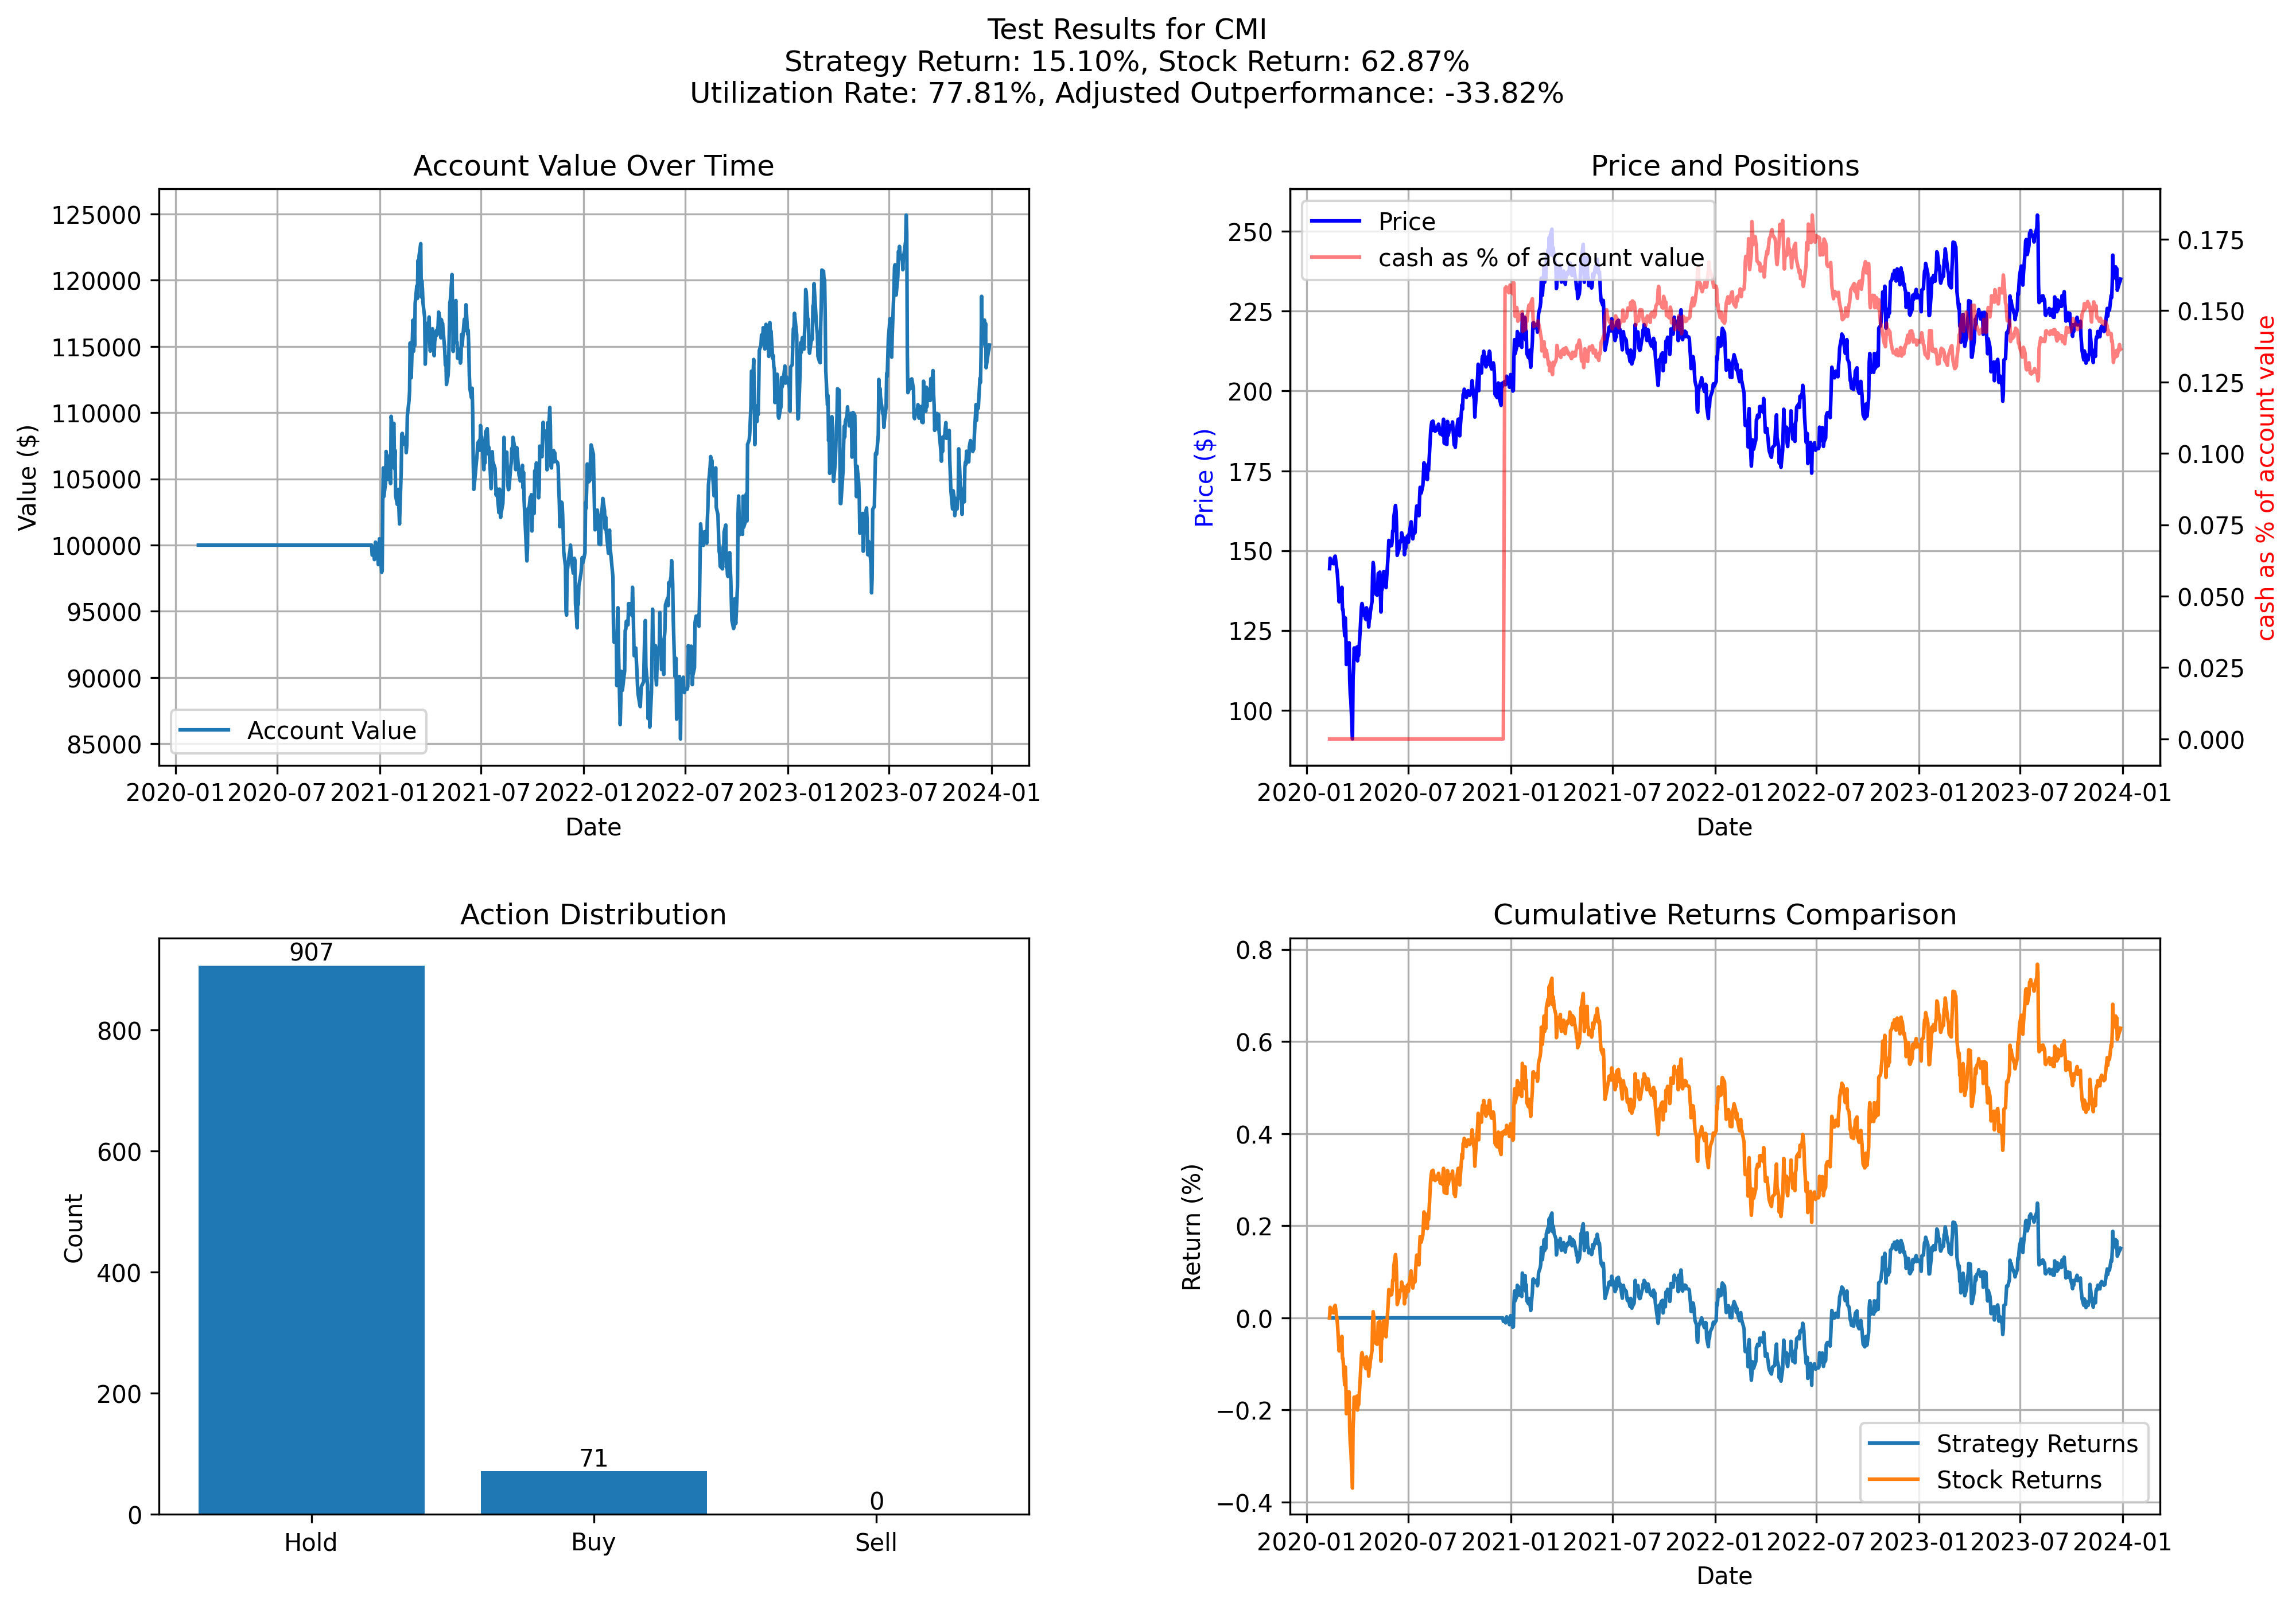 Test Results for CMI
Strategy Return: 15.10%, Stock Return: 62.87%
Utilization Rate: 77.81%, Adjusted Outperformance: -33.82%
Account Value Over Time
125000
120000
115000
110000
105000
100000
95000
90000
85000
Value ($)
Account Value
2020-01
2020-07
2021-01
2021-07
2022-01
2022-07
2023-01
2023-07
2024-01
Date
Price and Positions
Price
cash as % of account value
250
225
200
175
150
125
100
Price ($)
0.175
0.150
0.125
0.100
0.075
0.050
0.025
0.000
cash as % of account value
2020-01
2020-07
2021-01
2021-07
2022-01
2022-07
2023-01
2023-07
2024-01
Date
Action Distribution
907
71
0
800
600
400
200
0
Count
Hold
Buy
Sell
Cumulative Returns Comparison
0.8
0.6
0.4
0.2
0.0
−0.2
−0.4
Return (%)
Strategy Returns
Stock Returns
2020-01
2020-07
2021-01
2021-07
2022-01
2022-07
2023-01
2023-07
2024-01
Date